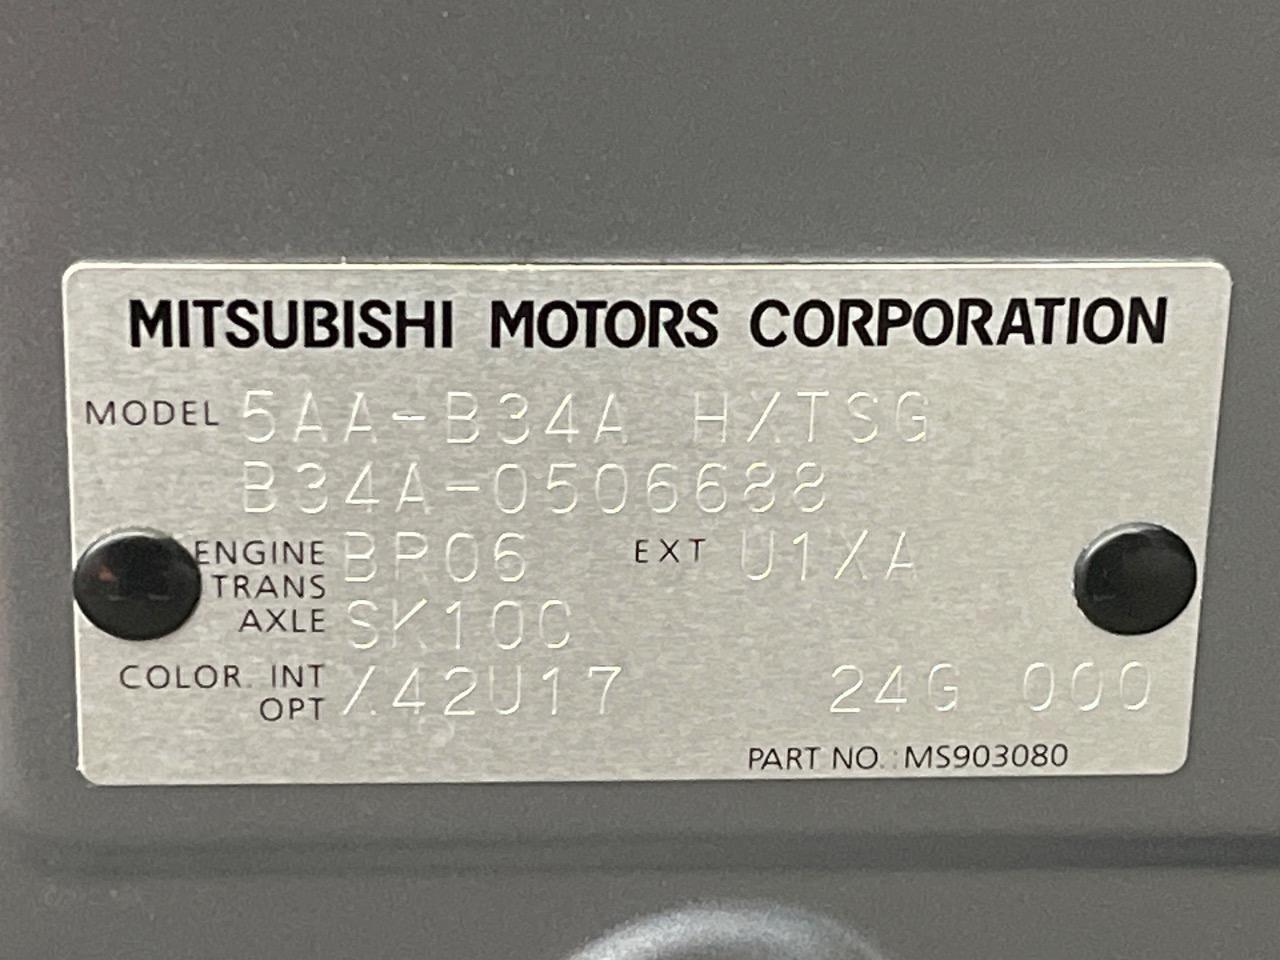 MITSUBISHI MOTORS CORPORATION
MODEL 5AA-B34A HXTSG
B34A-0506688
ENGINE BR06 EXT U1XA
TRANS
AXLE SK10C
COLOR INT X42U17 24G 000
OPT
PART NO.: MS903080